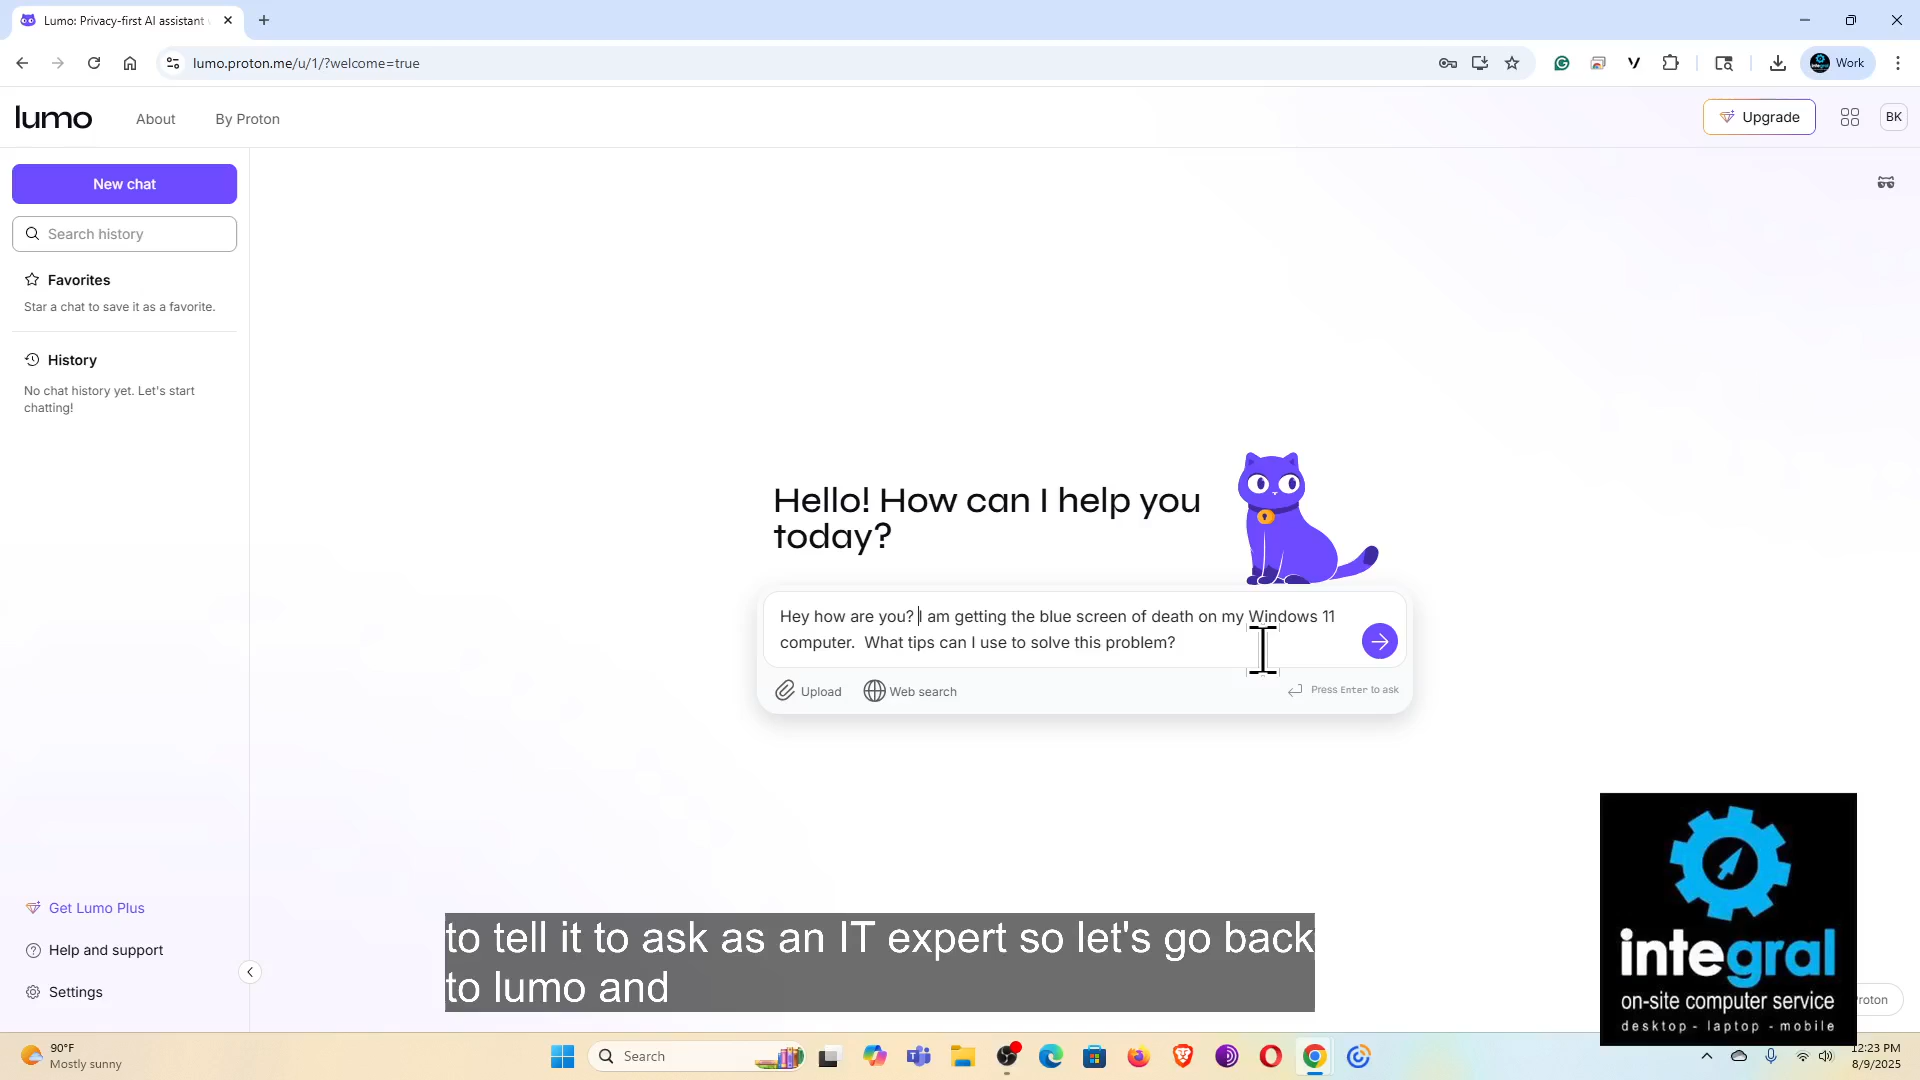 Lumo: Privacy-first AI assistant
lumo.proton.me/u/1/?welcome=true
Work
lumo
About
By Proton
Upgrade
BK
New chat
Search history
Favorites
Star a chat to save it as a favorite.
History
No chat history yet. Let's start
chatting!
Hello! How can I help you
today?
Hey how are you? I am getting the blue screen of death on my Windows 11
computer.  What tips can I use to solve this problem?
Upload
Web search
Press Enter to ask
Get Lumo Plus
Help and support
Settings
to tell it to ask as an IT expert so let's go back
to lumo and
integral
on-site computer service
desktop - laptop - mobile
90°F
Mostly sunny
Search
12:23 PM
8/9/2025